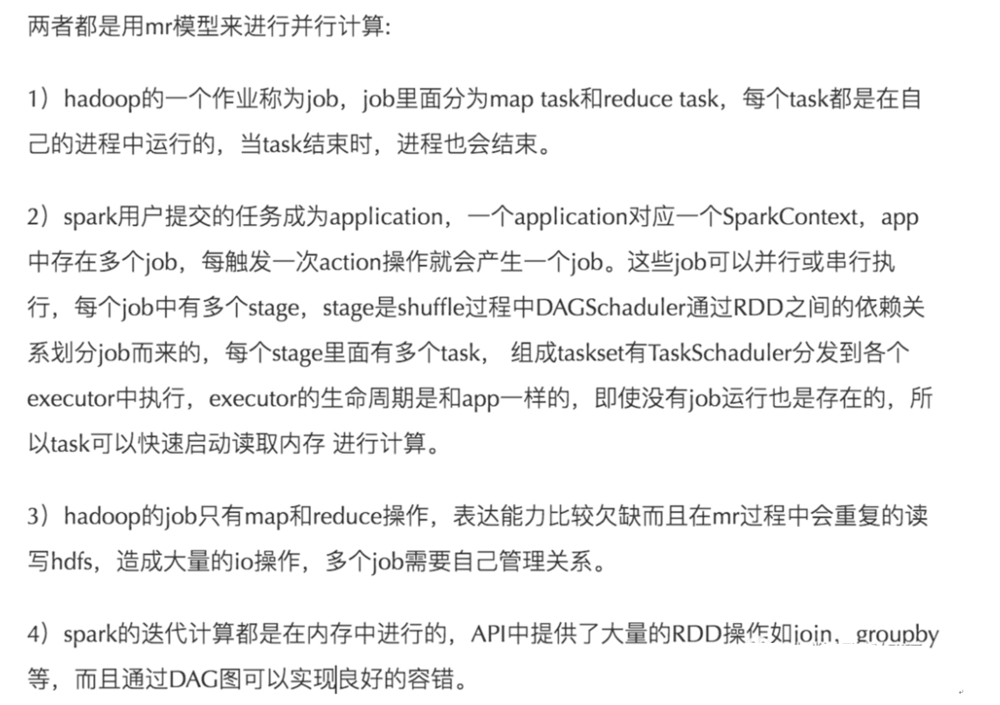 两者都是用mr模型来进行并行计算:
1）hadoop的一个作业称为job，job里面分为map task和reduce task，每个task都是在自
己的进程中运行的，当task结束时，进程也会结束。
2）spark用户提交的任务成为application，一个application对应一个SparkContext，app
中存在多个job，每触发一次action操作就会产生一个job。这些job可以并行或串行执
行，每个job中有多个stage，stage是shuffle过程中DAGSchaduler通过RDD之间的依赖关
系划分job而来的，每个stage里面有多个task， 组成taskset有TaskSchaduler分发到各个
executor中执行，executor的生命周期是和app一样的，即使没有job运行也是存在的，所
以task可以快速启动读取内存 进行计算。
3）hadoop的job只有map和reduce操作，表达能力比较欠缺而且在mr过程中会重复的读
写hdfs，造成大量的io操作，多个job需要自己管理关系。
4）spark的迭代计算都是在内存中进行的，API中提供了大量的RDD操作如join，groupby
等，而且通过DAG图可以实现良好的容错。